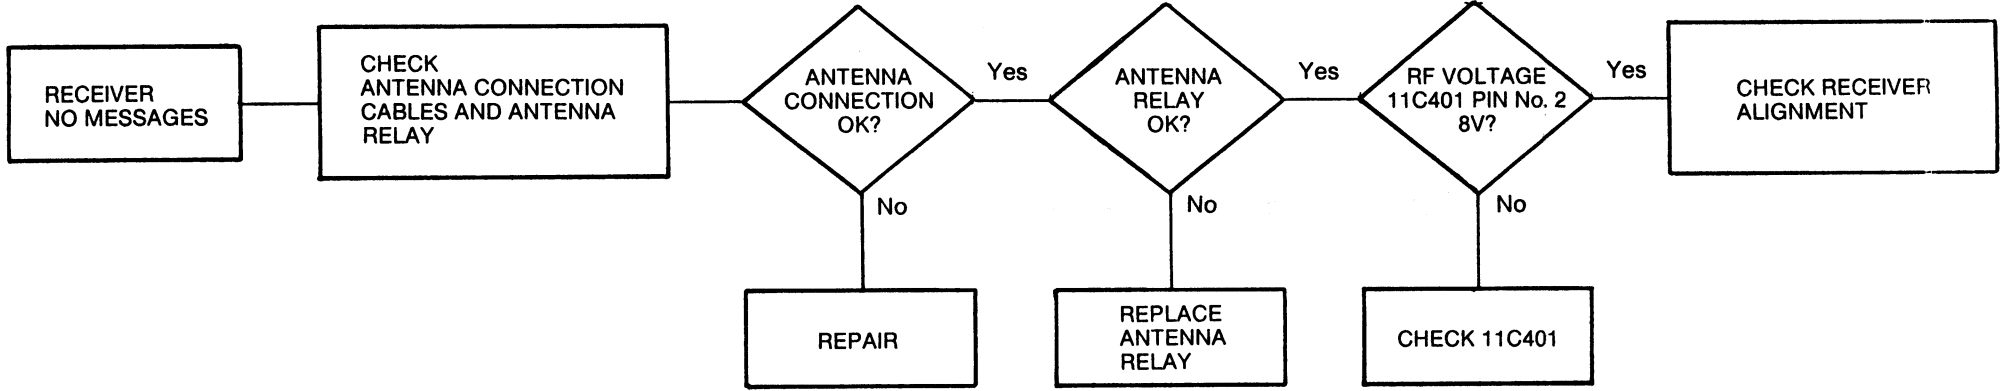 RECEIVER
NO MESSAGES
CHECK
ANTENNA CONNECTION
CABLES AND ANTENNA
RELAY
ANTENNA
CONNECTION
OK?
Yes
No
REPAIR
ANTENNA
RELAY
OK?
Yes
No
REPLACE
ANTENNA
RELAY
RF VOLTAGE
11C401 PIN No. 2
8V?
Yes
No
CHECK 11C401
CHECK RECEIVER
ALIGNMENT